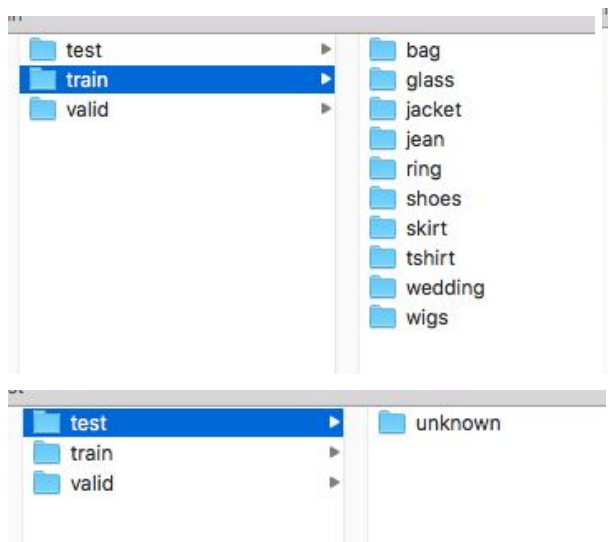 test
train
valid
bag
glass
jacket
jean
ring
shoes
skirt
tshirt
wedding
wigs
test
train
valid
unknown